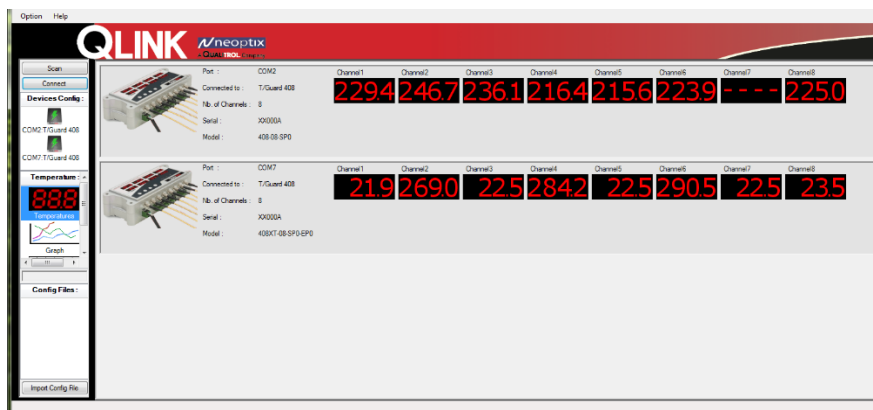 Option Help
QLINK neoptix
Scan
Connect
Devices Config :
COM2:T/Guard 408
COM7:T/Guard 408
Temperature :
888
Temperatures
Graph
Config Files :
Import Config File
Port : COM2
Connected to : T/Guard 408
Nb. of Channels : 8
Serial : XX000A
Model : 408-08-SP0
Channel1 Channel2 Channel3 Channel4 Channel5 Channel6 Channel7 Channel8
229.4 246.7 236.1 216.4 215.6 223.9 - - - - 225.0
Port : COM7
Connected to : T/Guard 408
Nb. of Channels : 8
Serial : XX000A
Model : 408XT-08-SP0-EP0
Channel1 Channel2 Channel3 Channel4 Channel5 Channel6 Channel7 Channel8
21.9 269.0 22.5 284.2 22.5 290.5 22.5 23.5